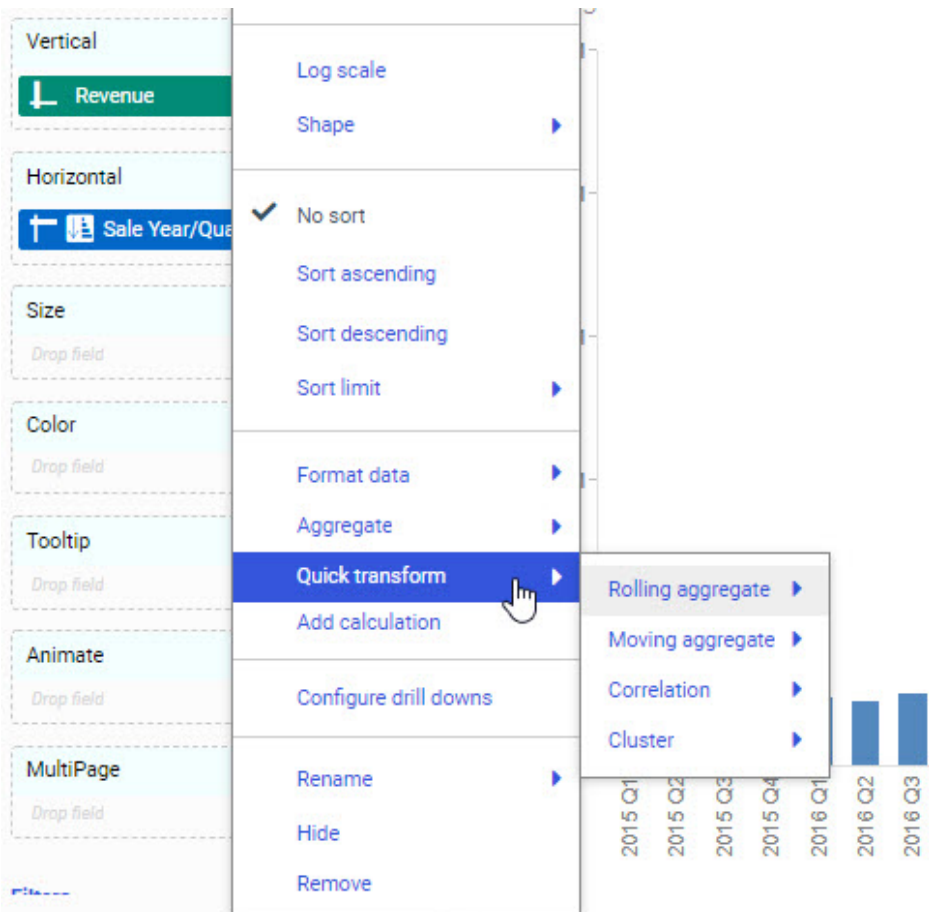 Vertical
Revenue
Horizontal
Sale Year/Qua
Size
Drop field
Color
Drop field
Tooltip
Drop field
Animate
Drop field
MultiPage
Drop field
Log scale
Shape
No sort
Sort ascending
Sort descending
Sort limit
Format data
Aggregate
Quick transform
Add calculation
Configure drill downs
Rename
Hide
Remove
Rolling aggregate
Moving aggregate
Correlation
Cluster
2015 Q1
2015 Q2
2015 Q3
2015 Q4
2016 Q1
2016 Q2
2016 Q3